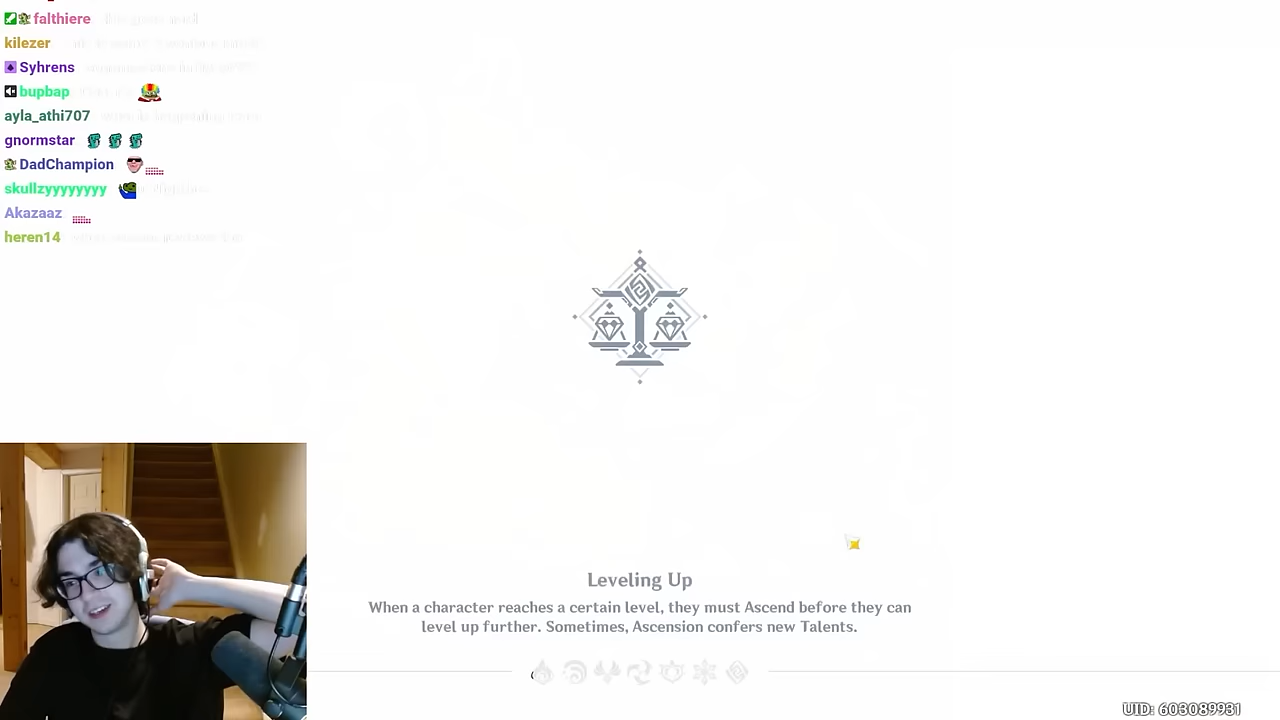 falthiere
kilezer
Syhrens
bupbap
ayla_athi707
gnormstar
DadChampion
skullzyyyyyyyy
Akazaaz
heren14
Leveling Up
When a character reaches a certain level, they must Ascend before they can
level up further. Sometimes, Ascension confers new Talents.
UID: 603089931